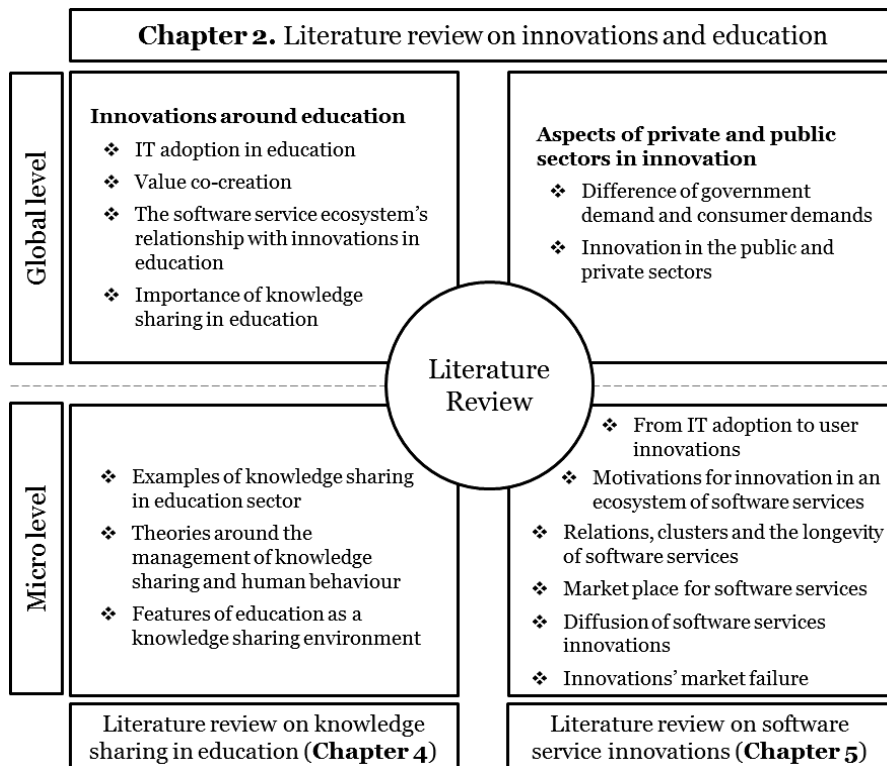 Chapter 2. Literature review on innovations and education
Global level
Innovations around education
❖ IT adoption in education
❖ Value co-creation
❖ The software service ecosystem's
relationship with innovations in
education
❖ Importance of knowledge
sharing in education
Aspects of private and public
sectors in innovation
❖ Difference of government
demand and consumer demands
❖ Innovation in the public and
private sectors
Literature
Review
Micro level
❖ Examples of knowledge sharing
in education sector
❖ Theories around the
management of knowledge
sharing and human behaviour
❖ Features of education as a
knowledge sharing environment
❖ From IT adoption to user
innovations
❖ Motivations for innovation in an
ecosystem of software services
❖ Relations, clusters and the longevity
of software services
❖ Market place for software services
❖ Diffusion of software services
innovations
❖ Innovations' market failure
Literature review on knowledge
sharing in education (Chapter 4)
Literature review on software
service innovations (Chapter 5)